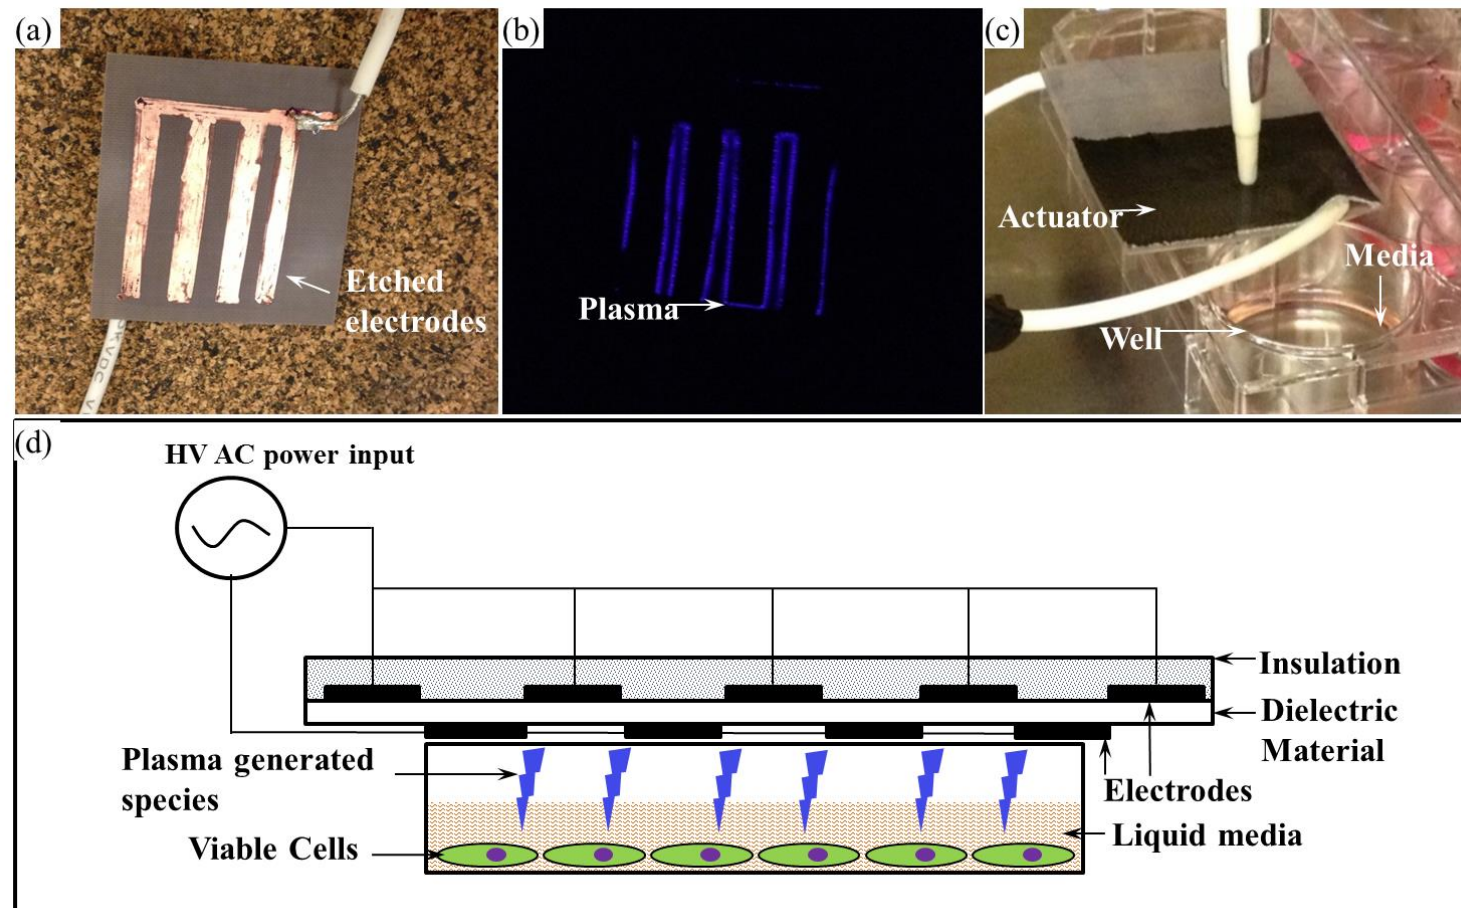 (a)
Etched
electrodes
KVDC
(b)
Plasma
(c)
Actuator
Media
Well
(d)
HV AC power input
Insulation
Dielectric
Material
Plasma generated
species
Electrodes
Liquid media
Viable Cells